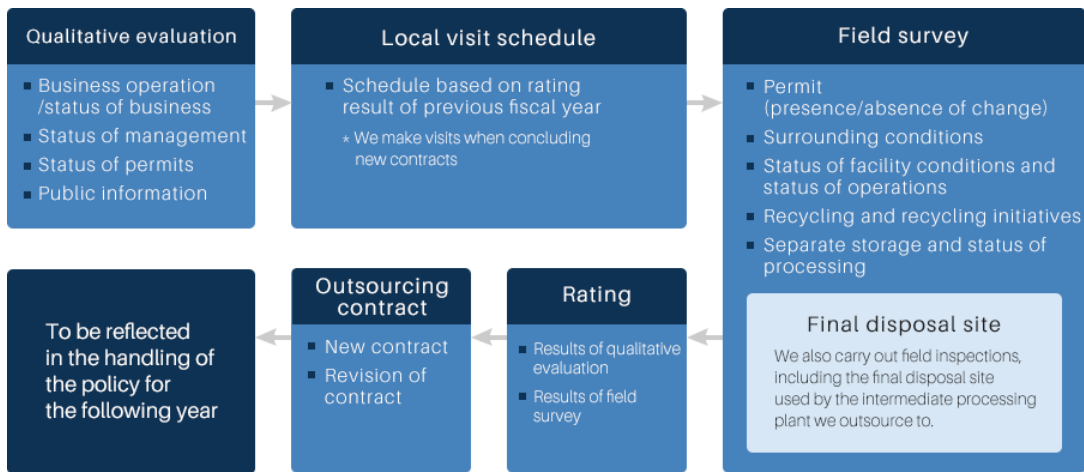 Qualitative evaluation
■ Business operation
/status of business
■ Status of management
■ Status of permits
■ Public information
Local visit schedule
■ Schedule based on rating
result of previous fiscal year
* We make visits when concluding
new contracts
Field survey
■ Permit
(presence/absence of change)
■ Surrounding conditions
■ Status of facility conditions and
status of operations
■ Recycling and recycling initiatives
■ Separate storage and status of
processing
Final disposal site
We also carry out field inspections,
including the final disposal site
used by the intermediate processing
plant we outsource to.
Rating
■ Results of qualitative
evaluation
■ Results of field
survey
Outsourcing
contract
■ New contract
■ Revision of
contract
To be reflected
in the handling of
the policy for
the following year